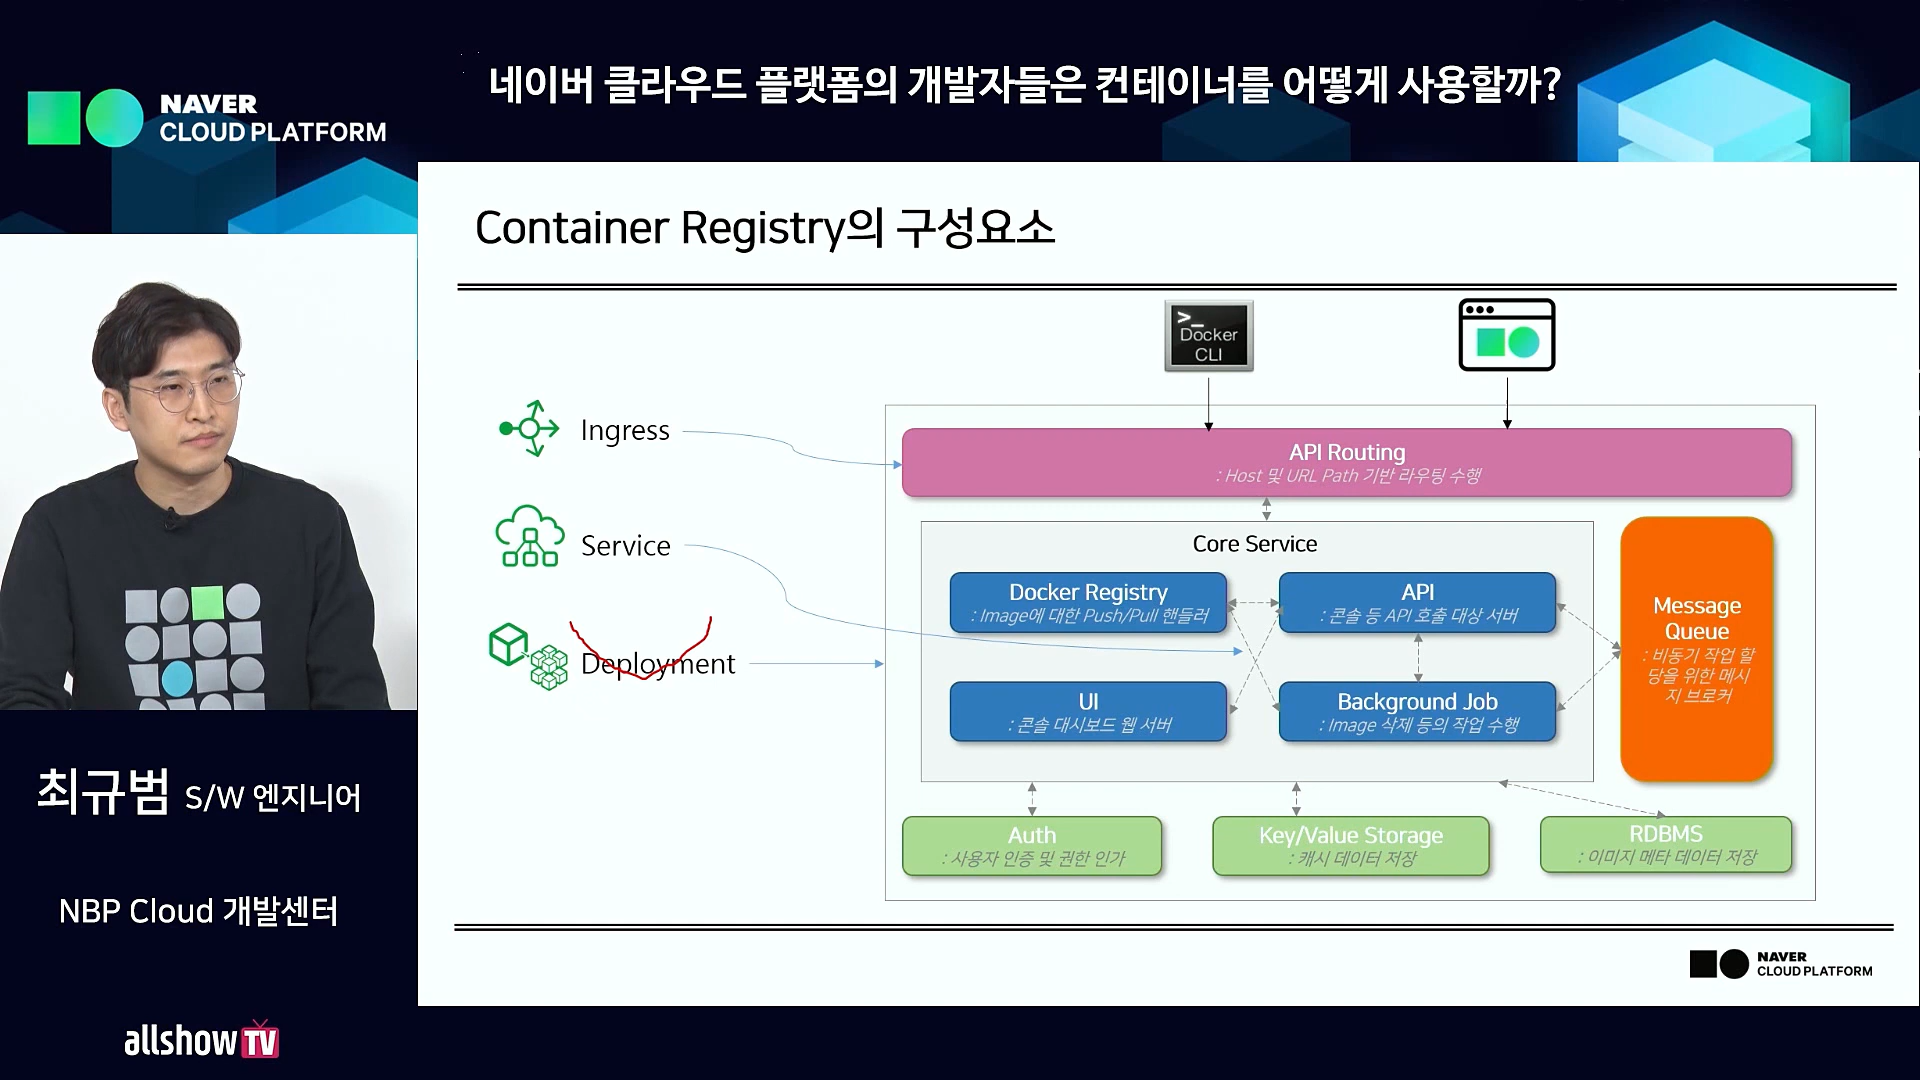 네이버 클라우드 플랫폼의 개발자들은 컨테이너를 어떻게 사용할까?
NAVER
CLOUD PLATFORM
Container Registry의 구성요소
>_
Docker
CLI
Ingress
Service
Deployment
API Routing
: Host 및 URL Path 기반 라우팅 수행
Core Service
Docker Registry
: Image에 대한 Push/Pull 핸들러
API
: 콘솔 등 API 호출 대상 서버
UI
: 콘솔 대시보드 웹 서버
Background Job
: Image 삭제 등의 작업 수행
Message
Queue
: 비동기 작업 할
당을 위한 메시
지 브로커
Auth
: 사용자 인증 및 권한 인가
Key/Value Storage
: 캐시 데이터 저장
RDBMS
: 이미지 메타 데이터 저장
NAVER
CLOUD PLATFORM
최규범 S/W 엔지니어
NBP Cloud 개발센터
allshow TV